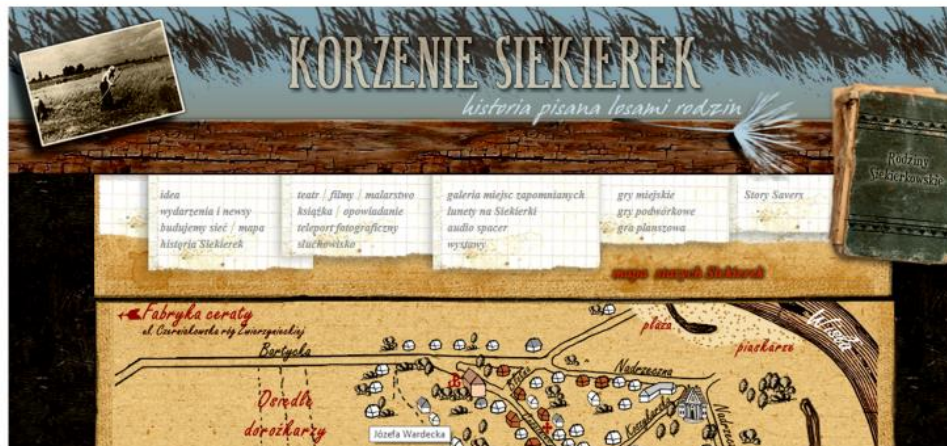 KORZENIE SIEKIEREK
historia pisana losami rodzin
Rodziny
siekierkowskie
idea
wydarzenia i newsy
budujemy sieć / mapa
historia Siekierek
teatr / filmy / malarstwo
książka / opowiadanie
teleport fotograficzny
słuchowisko
galeria miejsc zapomnianych
lunety na Siekierki
audio spacer
wystawy
gry miejskie
gry podwórkowe
gra planszowa
Story Savers
mapa starych Siekierek
Fabryka ceraty
ul. Czerniakowska róg Zwierzynieckiej
Bartycka
Osiedle
dorożkarzy
Józefa Wardecka
plaża
piaskarze
Wisła
Nadrzeczna